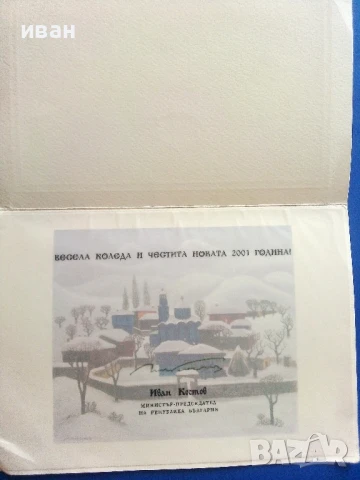 иван
ВЕСЕЛА КОЛЕДА И ЧЕСТИТА НОВАТА 2001 ГОДИНА!
Иван Костов
МИНИСТЪР-ПРЕДСЕДАТЕЛ
НА РЕПУБЛИКА БЪЛГАРИЯ
BAZAR